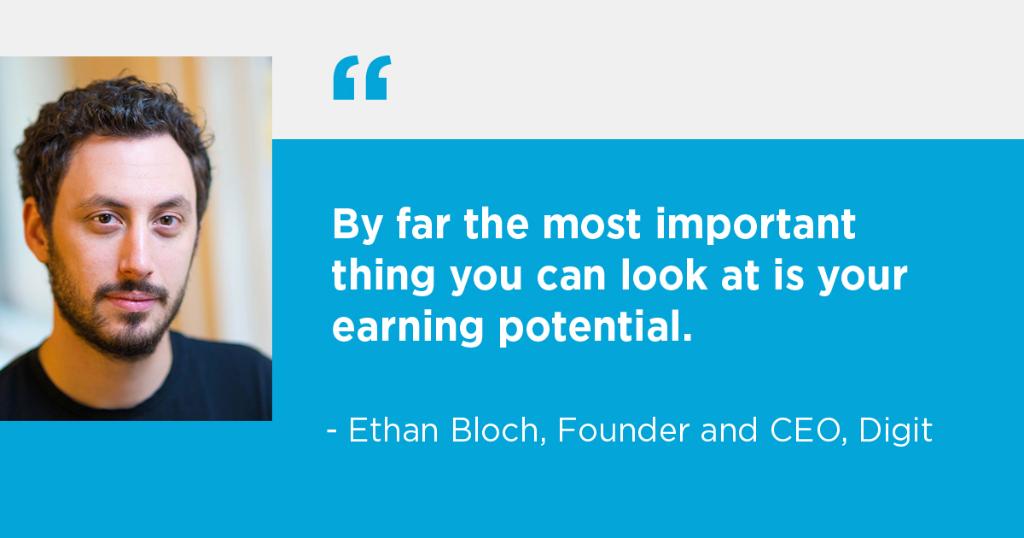 “
By far the most important
thing you can look at is your
earning potential.
- Ethan Bloch, Founder and CEO, Digit